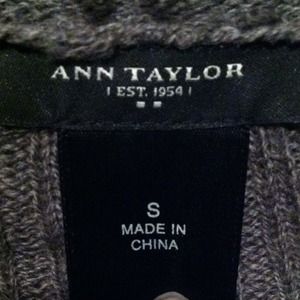 ANN TAYLOR
| EST. 1954 |
S
MADE IN
CHINA